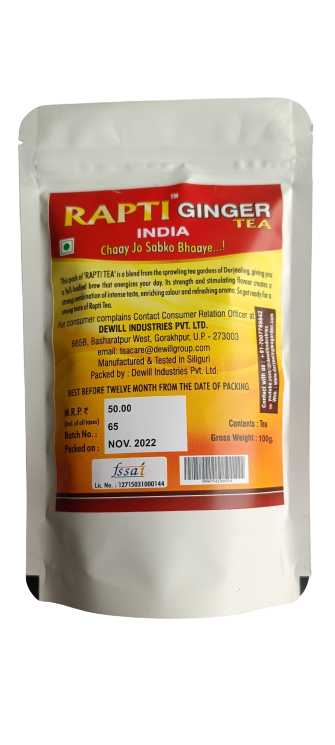 RAPTI™ GINGER
TEA
INDIA
Chaay Jo Sabko Bhaaye...!
This pack of 'RAPTI TEA' is a blend from the sprawling tea gardens of Darjeeling, giving you
a full-bodied brew that energizes your day. Its strength and stimulating flavour creates a
strong combination of intense taste, enriching colour and refreshing aroma. So get ready for a
strong taste of Rapti Tea.
For consumer complains Contact Consumer Relation Officer at
DEWILL INDUSTRIES PVT. LTD.
665B, Basharatpur West, Gorakhpur, U.P. - 273003
email: teacare@dewillgroup.com
Manufactured & Tested in Siliguri
Packed by : Dewill Industries Pvt. Ltd.
BEST BEFORE TWELVE MONTH FROM THE DATE OF PACKING.
M.R.P. ₹ 50.00
(Incl. of all taxes)
Batch No. : 65
Packed on : NOV. 2022
Contents : Tea
Gross Weight : 100g.
fssai
Lic. No. : 12715031000144
Contact with us